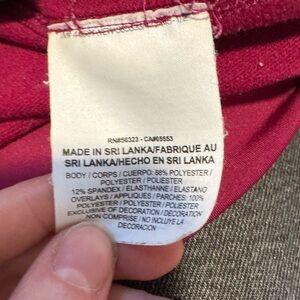 RN#56323 - CA#05553
MADE IN SRI LANKA/FABRIQUE AU
SRI LANKA/HECHO EN SRI LANKA
BODY / CORPS / CUERPO: 88% POLYESTER /
POLYESTER / POLIESTER
12% SPANDEX / ELASTHANNE / ELASTANO
OVERLAYS / APPLIQUES / PARCHES: 100%
POLYESTER / POLYESTER / POLIESTER
EXCLUSIVE OF DECORATION / DECORATION
NON COMPRISE / NO INCLUYE LA
DECORACION